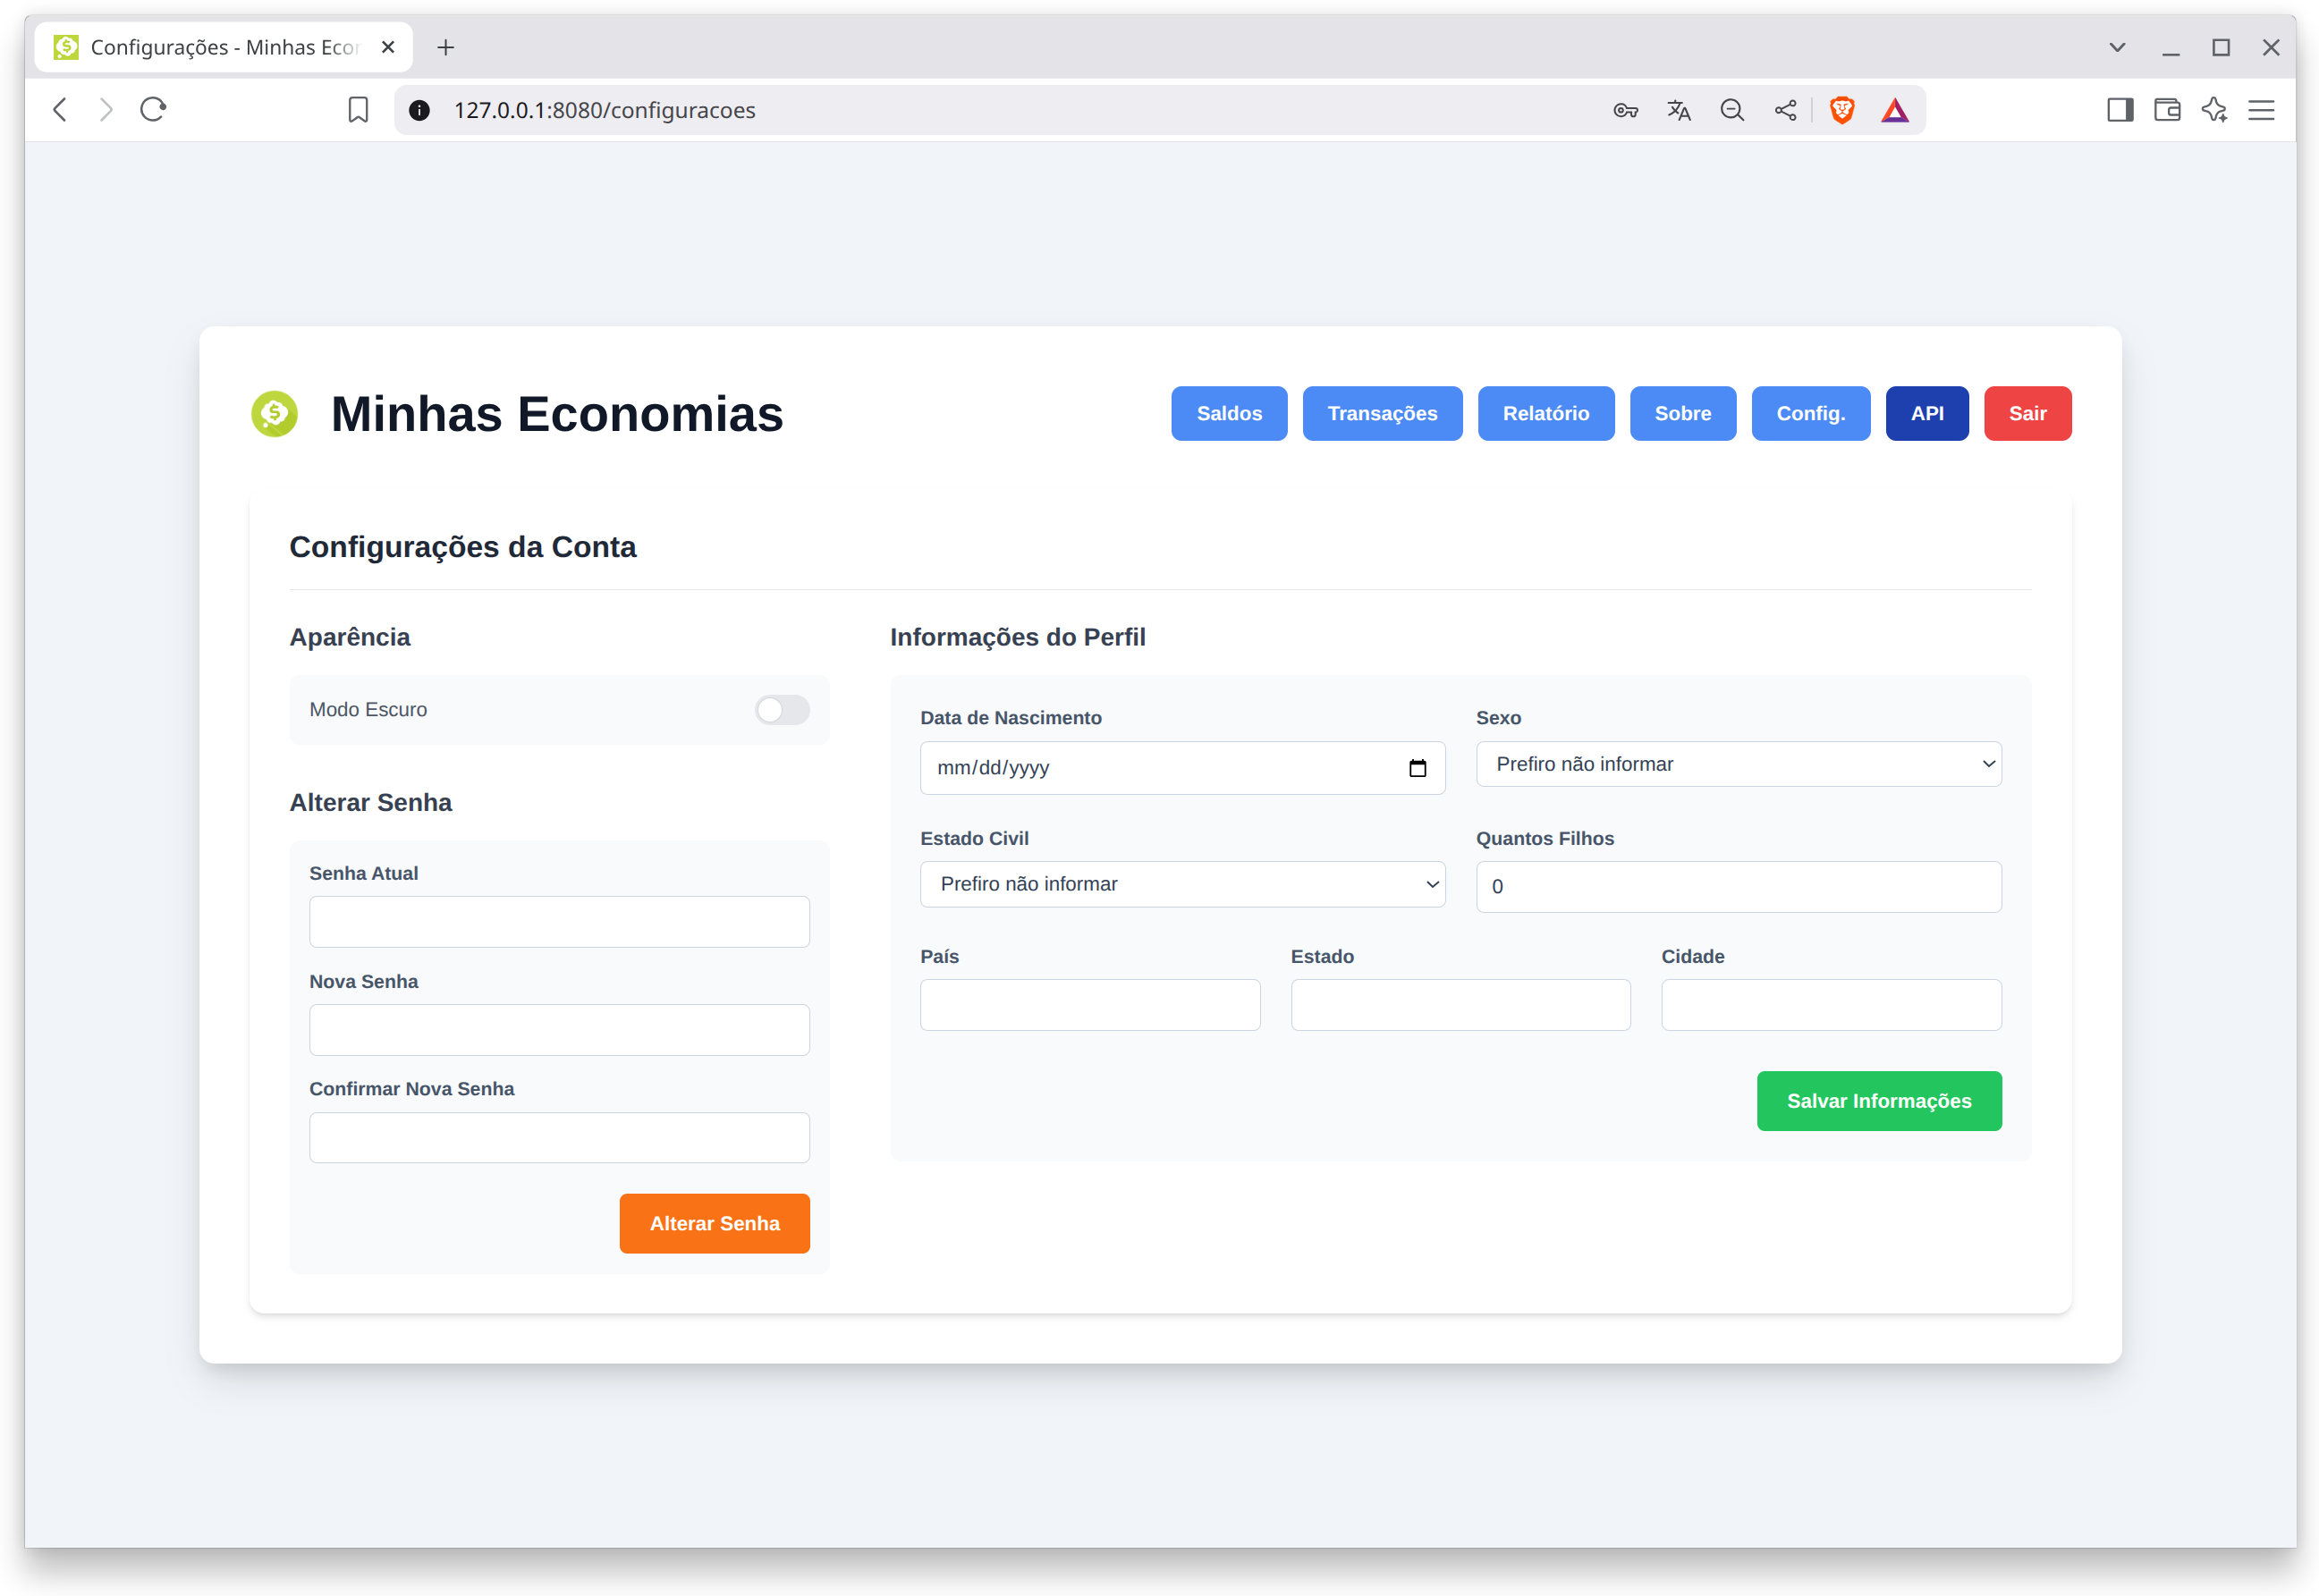 Configurações - Minhas Econ
127.0.0.1:8080/configuracoes
Minhas Economias
Saldos
Transações
Relatório
Sobre
Config.
API
Sair
Configurações da Conta
Aparência
Modo Escuro
Alterar Senha
Senha Atual
Nova Senha
Confirmar Nova Senha
Alterar Senha
Informações do Perfil
Data de Nascimento
mm/dd/yyyy
Sexo
Prefiro não informar
Estado Civil
Prefiro não informar
Quantos Filhos
0
País
Estado
Cidade
Salvar Informações